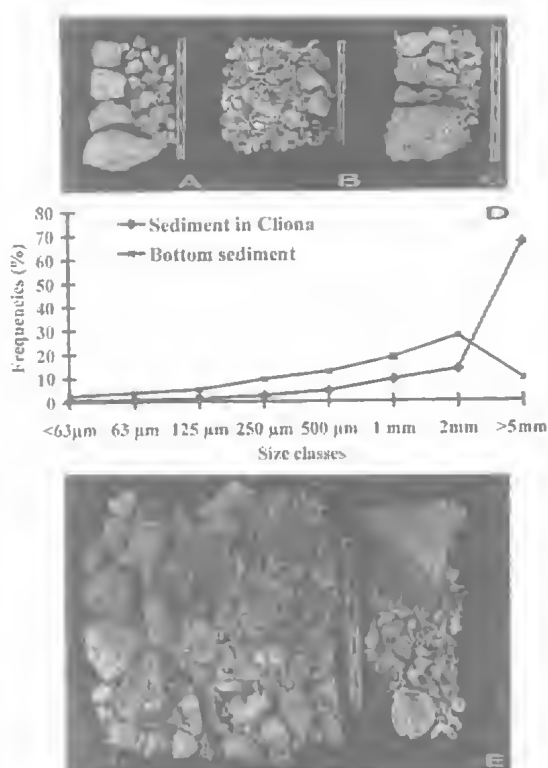 A
B
D
80
70
60
50
40
30
20
10
0
Frequencies (%)
Sediment in Cliona
Bottom sediment
<63µm 63 µm 125 µm 250 µm 500 µm 1 mm 2mm >5mm
Size classes
E